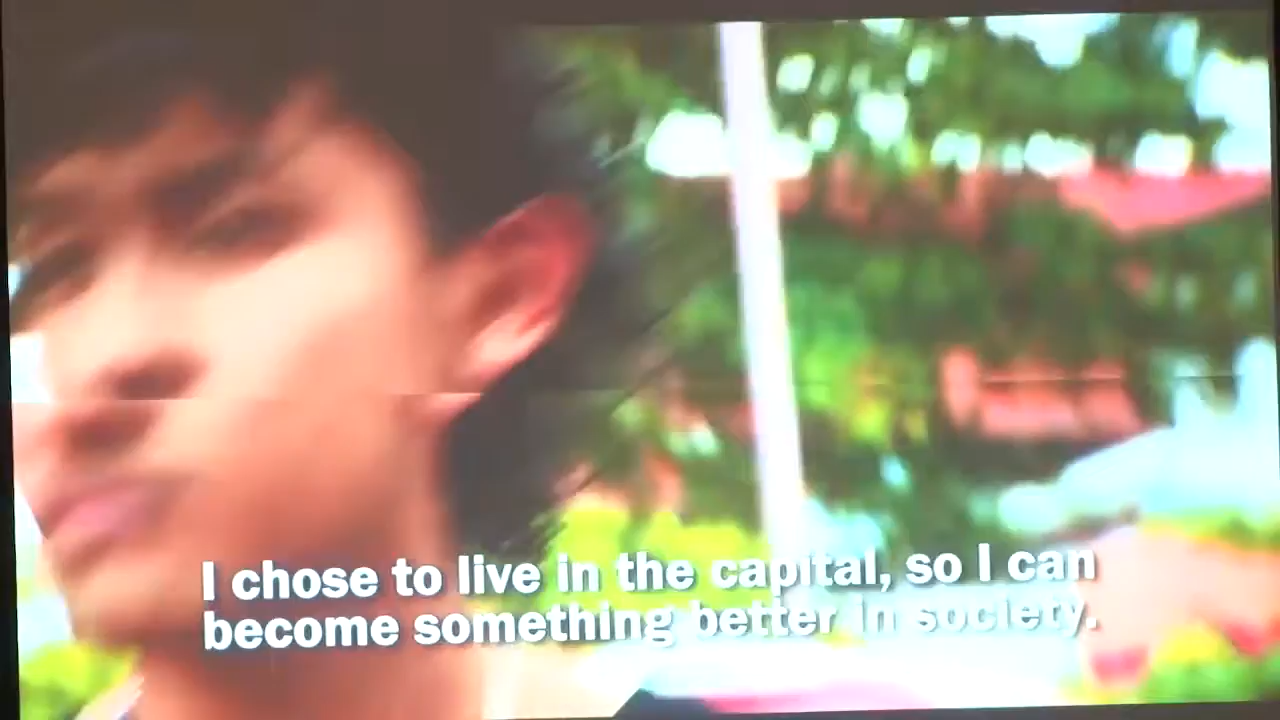 I chose to live in the capital, so I can
become something better in society.